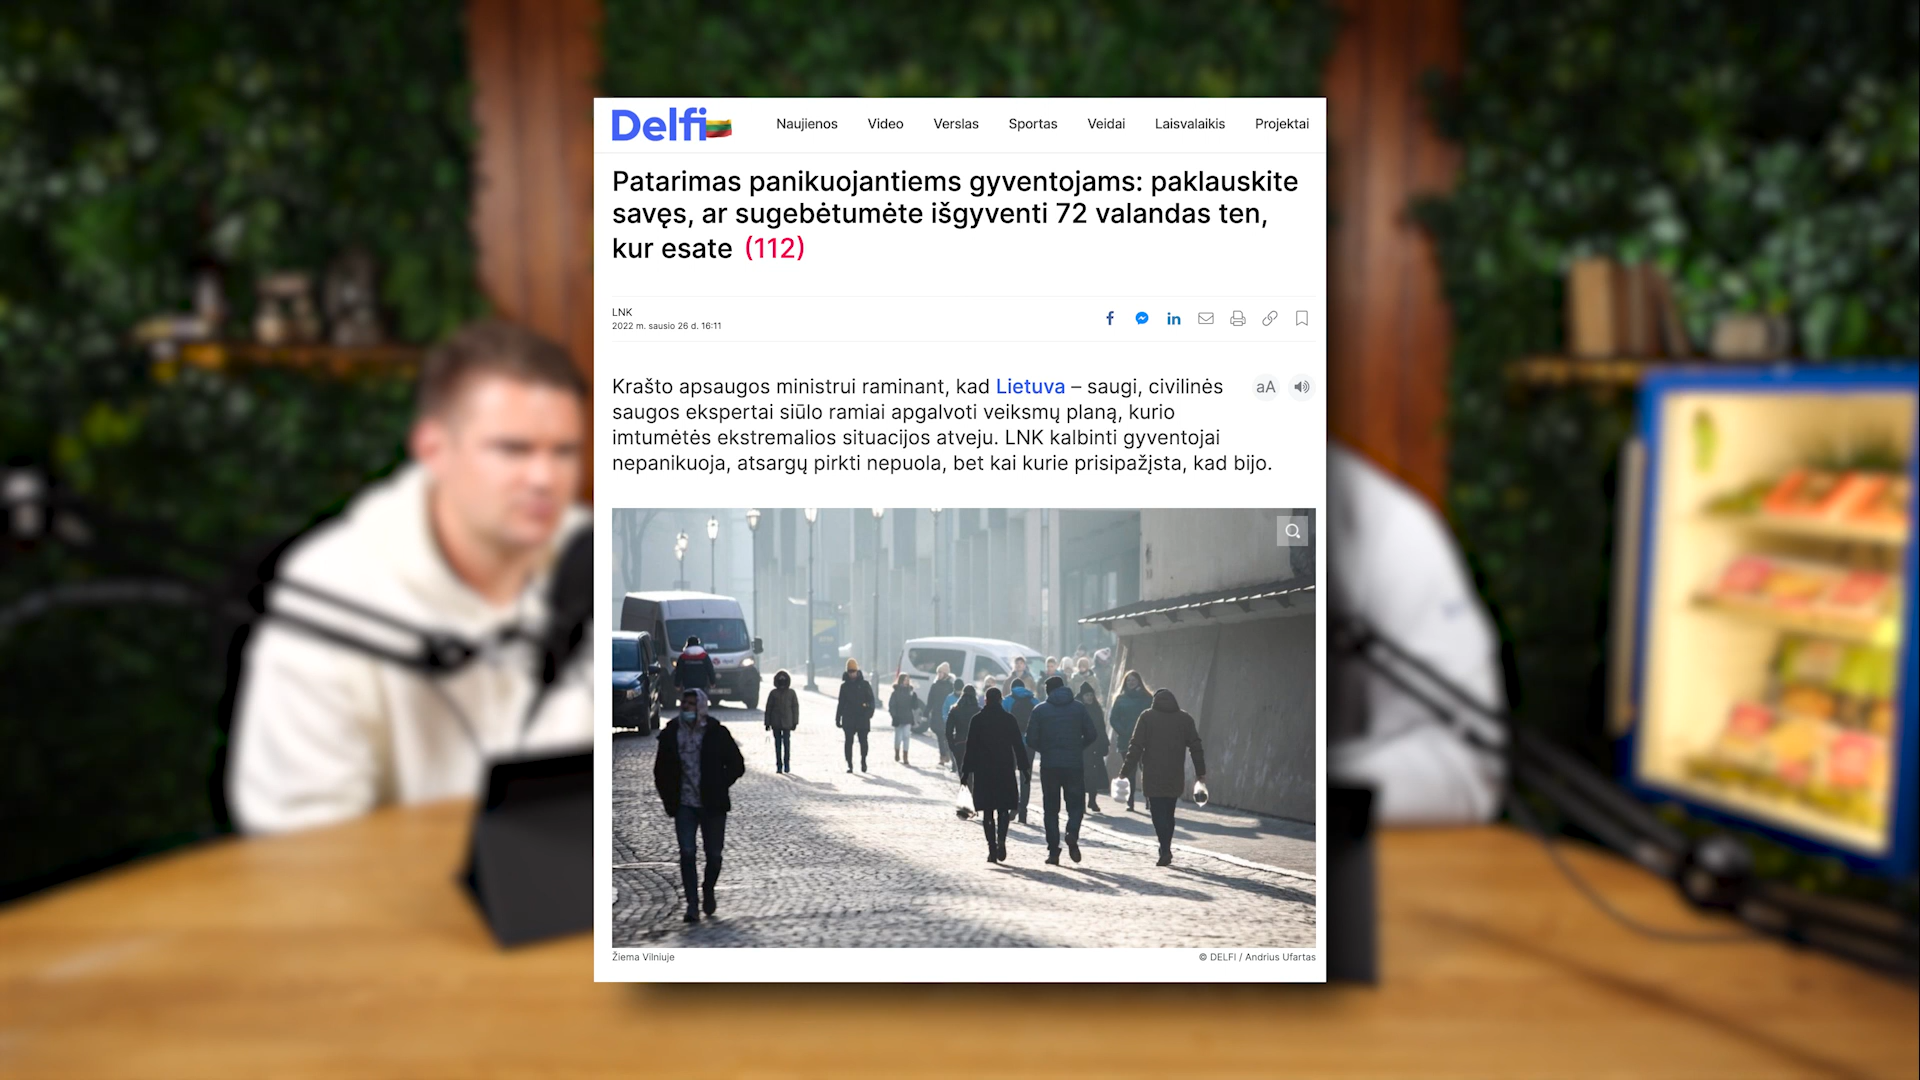 Delfi
Naujienos Video Verslas Sportas Veidai Laisvalaikis Projektai
Patarimas panikuojantiems gyventojams: paklauskite
savęs, ar sugebėtumėte išgyventi 72 valandas ten,
kur esate (112)
LNK
2022 m. sausio 26 d. 16:11
Krašto apsaugos ministrui raminant, kad Lietuva – saugi, civilinės
saugos ekspertai siūlo ramiai apgalvoti veiksmų planą, kurio
imtumėtės ekstremalios situacijos atveju. LNK kalbinti gyventojai
nepanikuoja, atsargų pirkti nepuola, bet kai kurie prisipažįsta, kad bijo.
aA
Žiema Vilniuje
© DELFI / Andrius Ufartas